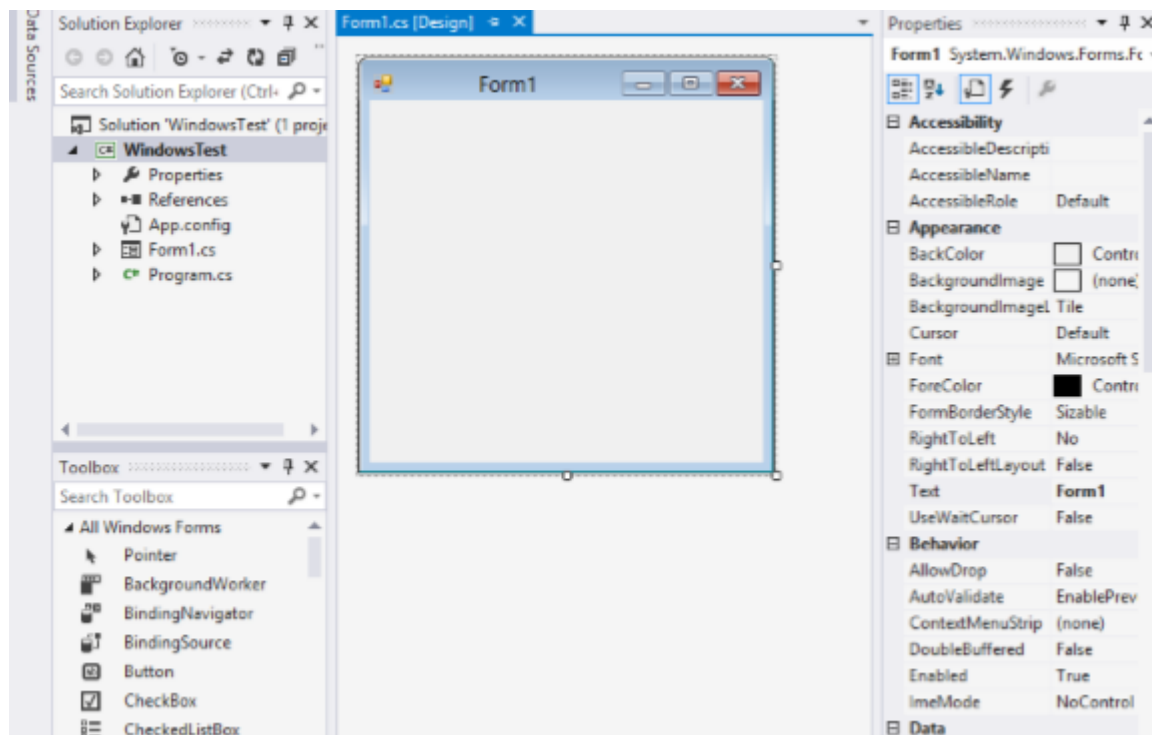 Data Sources
Solution Explorer
Search Solution Explorer (Ctrl+
Solution 'WindowsTest' (1 proje
C# WindowsTest
Properties
References
App.config
Form1.cs
C# Program.cs
Toolbox
Search Toolbox
All Windows Forms
Pointer
BackgroundWorker
BindingNavigator
BindingSource
Button
CheckBox
CheckedListBox
Form1.cs [Design]
Form1
Properties
Form1 System.Windows.Forms.Fc
Accessibility
AccessibleDescripti
AccessibleName
AccessibleRole Default
Appearance
BackColor Contro
BackgroundImage (none)
BackgroundImageL Tile
Cursor Default
Font Microsoft S
ForeColor Contro
FormBorderStyle Sizable
RightToLeft No
RightToLeftLayout False
Text Form1
UseWaitCursor False
Behavior
AllowDrop False
AutoValidate EnablePrev
ContextMenuStrip (none)
DoubleBuffered False
Enabled True
ImeMode NoControl
Data